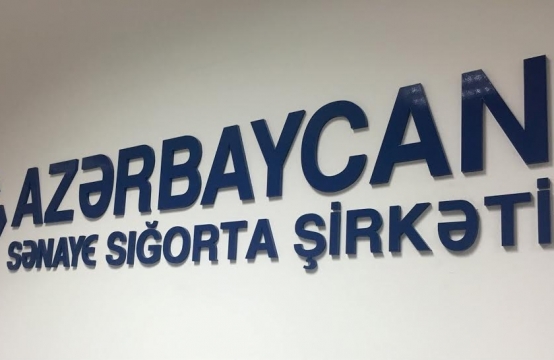 AZƏRBAYCAN
SƏNAYE SIĞORTA ŞİRKƏTİ